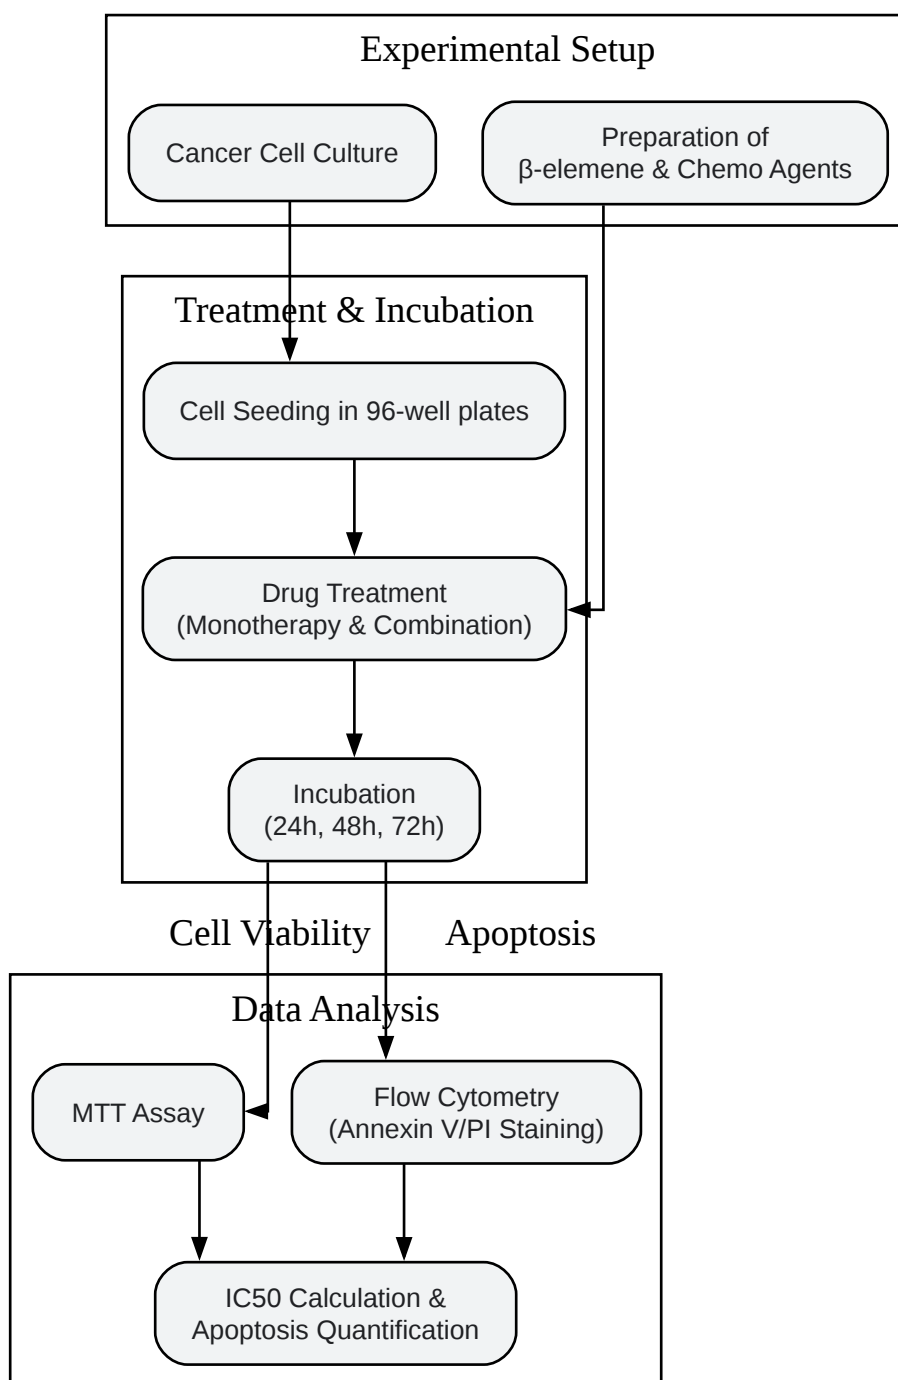 Experimental Setup
Cancer Cell Culture
Preparation of
β-elemene & Chemo Agents
Treatment & Incubation
Cell Seeding in 96-well plates
Drug Treatment
(Monotherapy & Combination)
Incubation
(24h, 48h, 72h)
Cell Viability
Apoptosis
Data Analysis
MTT Assay
Flow Cytometry
(Annexin V/PI Staining)
IC50 Calculation &
Apoptosis Quantification